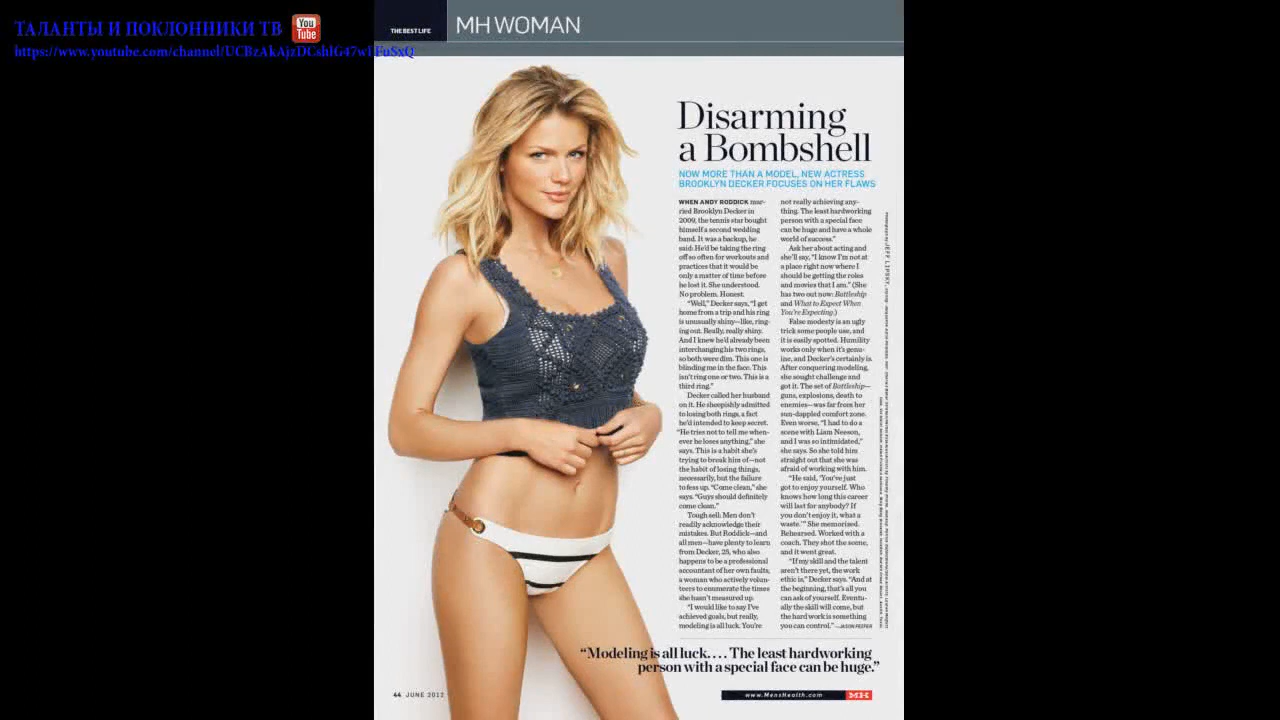 ТАЛАНТЫ И ПОКЛОННИКИ ТВ
You
Tube
https://www.youtube.com/channel/
THE BEST LIFE
MH WOMAN
Disarming
a Bombshell
NOW MORE THAN A MODEL, NEW ACTRESS
BROOKLYN DECKER FOCUSES ON HER FLAWS
WHEN ANDY RODDICK mar-
ried Brooklyn Decker in
2009, the tennis star bought
himself a second wedding
band. It was a backup, he
said: He'd be taking the ring
off so often for workouts and
practices that it would be
only a matter of time before
he lost it. She understood.
No problem. Honest.
"Well," Decker says, "I get
home from a trip and his ring
is unusually shiny—like, ring-
ing out. Really, really shiny.
And I knew he'd already been
interchanging his two rings,
so both were dim. This one is
blinding me in the face. This
isn't ring one or two. This is a
third ring."
Decker called her husband
on it. He sheepishly admitted
to losing both rings, a fact
he'd intended to keep secret.
"He tries not to tell me when-
ever he loses anything," she
says. This is a habit she's
trying to break him of—not
the habit of losing things,
necessarily, but the failure
to fess up. "Come clean," she
says. "Guys should definitely
come clean."
Tough sell: Men don't
readily acknowledge their
mistakes. But Roddick—and
all men—have plenty to learn
from Decker, 25, who also
happens to be a professional
accountant of her own faults,
a woman who actively volun-
teers to enumerate the times
she hasn't measured up.
"I would like to say I've
achieved goals, but really,
modeling is all luck. You're
not really achieving any-
thing. The least hardworking
person with a special face
can be huge and have a whole
world of success."
Ask her about acting and
she'll say, "I know I'm not at
a place right now where I
should be getting the roles
and movies that I am." (She
has two out now: Battleship
and What to Expect When
You're Expecting.)
False modesty is an ugly
trick some people use, and
it is easily spotted. Humility
works only when it's genu-
ine, and Decker's certainly is.
After conquering modeling,
she sought challenge and
got it. The set of Battleship—
guns, explosions, death to
enemies—was far from her
sun-dappled comfort zone.
Even worse, "I had to do a
scene with Liam Neeson,
and I was so intimidated,"
she says. So she told him
straight out that she was
afraid of working with him.
"He said, 'You've just
got to enjoy yourself. Who
knows how long this career
will last for anybody? If
you don't enjoy it, what a
waste.'" She memorized.
Rehearsed. Worked with a
coach. They shot the scene,
and it went great.
"If my skill and the talent
aren't there yet, the work
ethic is," Decker says. "And at
the beginning, that's all you
can ask of yourself. Eventu-
ally the skill will come, but
the hard work is something
you can control." —JASON FEIFER
Photograph by JEFF LIPSKY
"Modeling is all luck. . . . The least hardworking
person with a special face can be huge."
44 JUNE 2012
www.MensHealth.com
MH